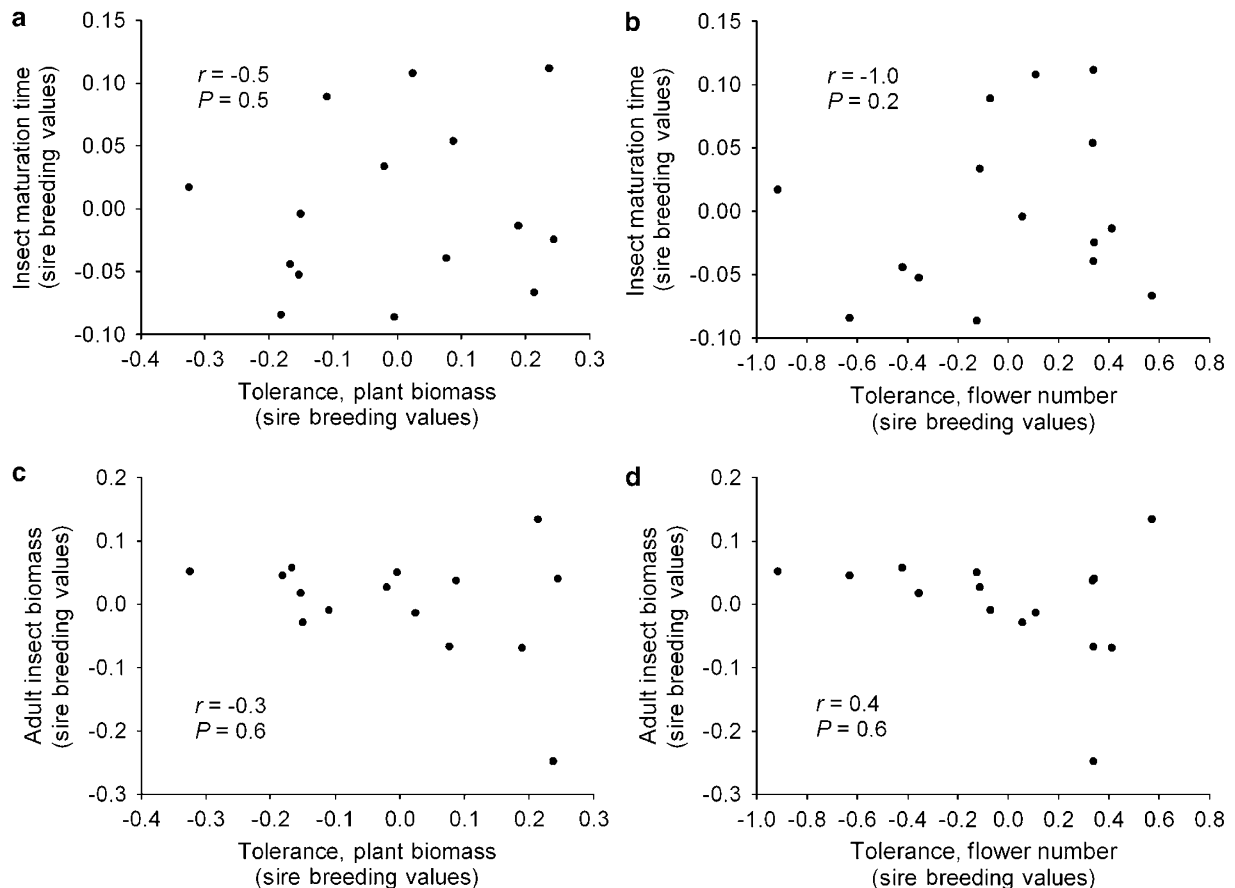 a
Insect maturation time
(sire breeding values)
0.15
0.10
0.05
0.00
-0.05
-0.10
r = -0.5
P = 0.5
-0.4 -0.3 -0.2 -0.1 0.0 0.1 0.2 0.3
Tolerance, plant biomass
(sire breeding values)
b
Insect maturation time
(sire breeding values)
0.15
0.10
0.05
0.00
-0.05
-0.10
r = -1.0
P = 0.2
-1.0 -0.8 -0.6 -0.4 -0.2 0.0 0.2 0.4 0.6 0.8
Tolerance, flower number
(sire breeding values)
c
Adult insect biomass
(sire breeding values)
0.2
0.1
0.0
-0.1
-0.2
-0.3
r = -0.3
P = 0.6
-0.4 -0.3 -0.2 -0.1 0.0 0.1 0.2 0.3
Tolerance, plant biomass
(sire breeding values)
d
Adult insect biomass
(sire breeding values)
0.2
0.1
0.0
-0.1
-0.2
-0.3
r = 0.4
P = 0.6
-1.0 -0.8 -0.6 -0.4 -0.2 0.0 0.2 0.4 0.6 0.8
Tolerance, flower number
(sire breeding values)